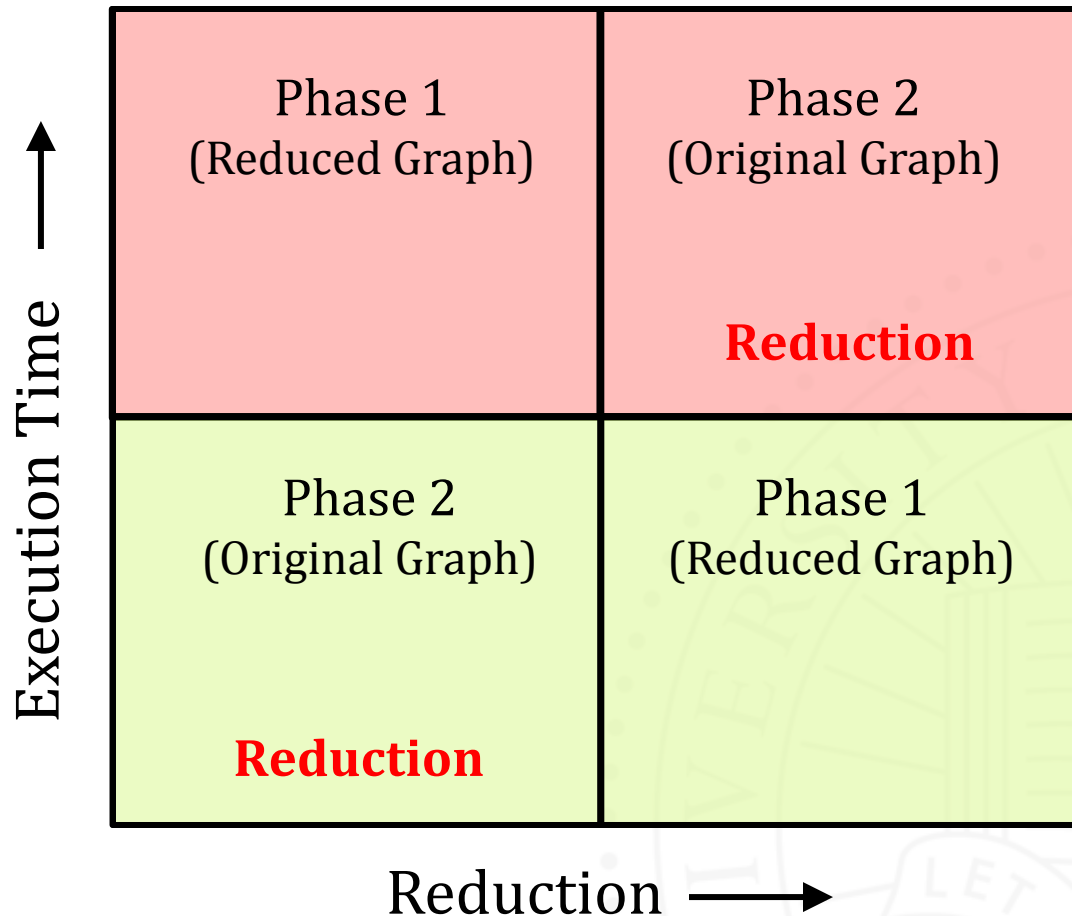 Phase 1
(Reduced Graph)
Phase 2
(Original Graph)
Reduction
Phase 2
(Original Graph)
Reduction
Phase 1
(Reduced Graph)
Execution Time
Reduction